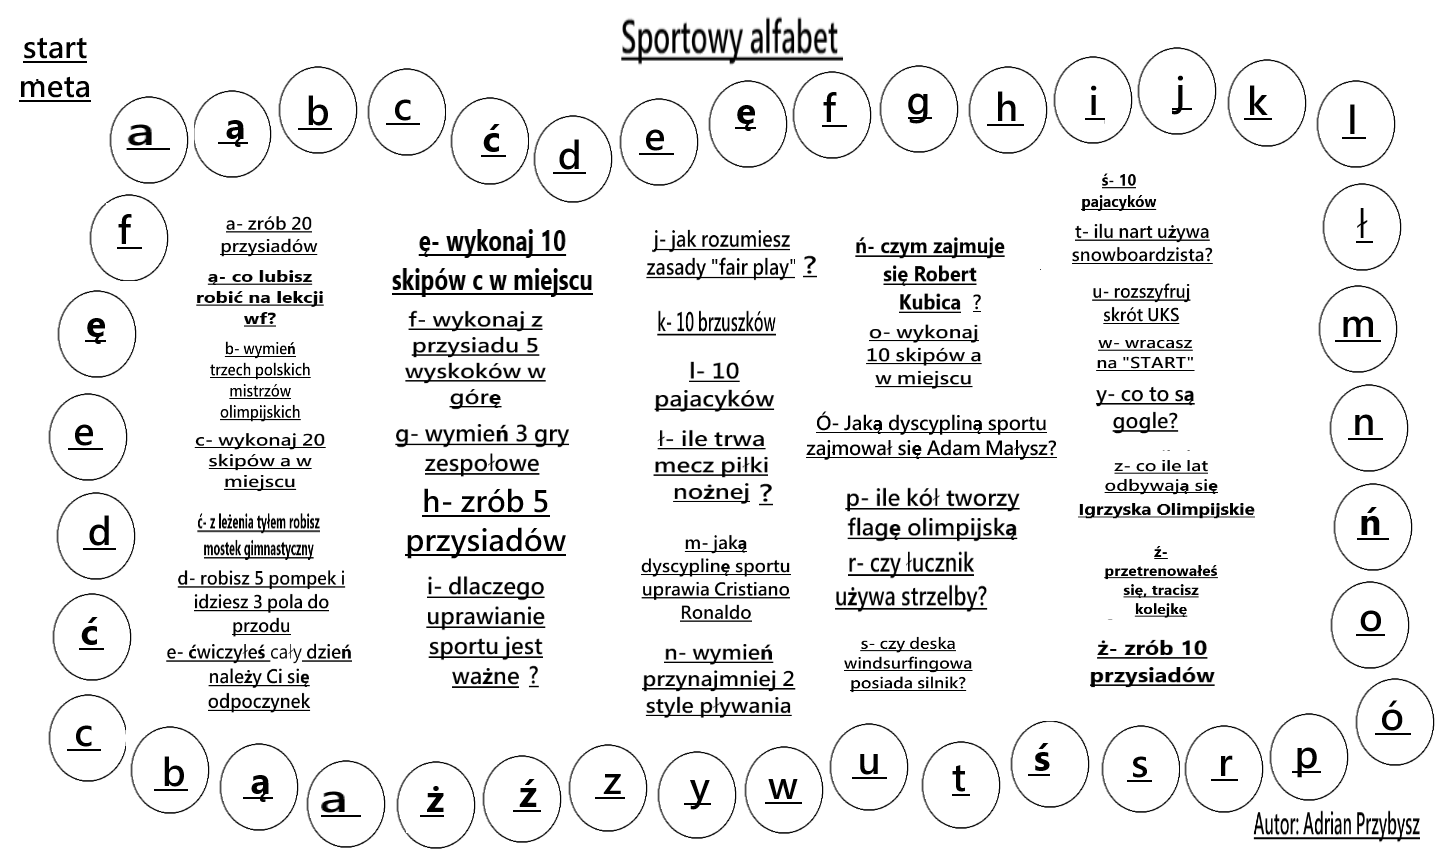 Sportowy alfabet
start
meta
a
ą
b
c
ć
d
e
ę
f
g
h
i
j
k
l
ł
m
n
ń
o
ó
p
r
s
ś
t
u
w
y
z
ź
ż
a
ą
b
c
ć
d
e
ę
f
a- zrób 20
przysiadów
ą- co lubisz
robić na lekcji
wf?
b- wymień
trzech polskich
mistrzów
olimpijskich
c- wykonaj 20
skipów a w
miejscu
ć- z leżenia tyłem robisz
mostek gimnastyczny
d- robisz 5 pompek i
idziesz 3 pola do
przodu
e- ćwiczyłeś cały dzień
należy Ci się
odpoczynek
ę- wykonaj 10
skipów c w miejscu
f- wykonaj z
przysiadu 5
wyskoków w
górę
g- wymień 3 gry
zespołowe
h- zrób 5
przysiadów
i- dlaczego
uprawianie
sportu jest
ważne ?
j- jak rozumiesz
zasady "fair play" ?
k- 10 brzuszków
l- 10
pajacyków
ł- ile trwa
mecz piłki
nożnej ?
m- jaką
dyscyplinę sportu
uprawia Cristiano
Ronaldo
n- wymień
przynajmniej 2
style pływania
ń- czym zajmuje
się Robert
Kubica ?
o- wykonaj
10 skipów a
w miejscu
Ó- Jaką dyscypliną sportu
zajmował się Adam Małysz?
p- ile kół tworzy
flagę olimpijską
r- czy łucznik
używa strzelby?
s- czy deska
windsurfingowa
posiada silnik?
ś- 10
pajacyków
t- ilu nart używa
snowboardzista?
u- rozszyfruj
skrót UKS
w- wracasz
na "START"
y- co to są
gogle?
z- co ile lat
odbywają się
Igrzyska Olimpijskie
ź-
przetrenowałeś
się, tracisz
kolejkę
ż- zrób 10
przysiadów
Autor: Adrian Przybysz